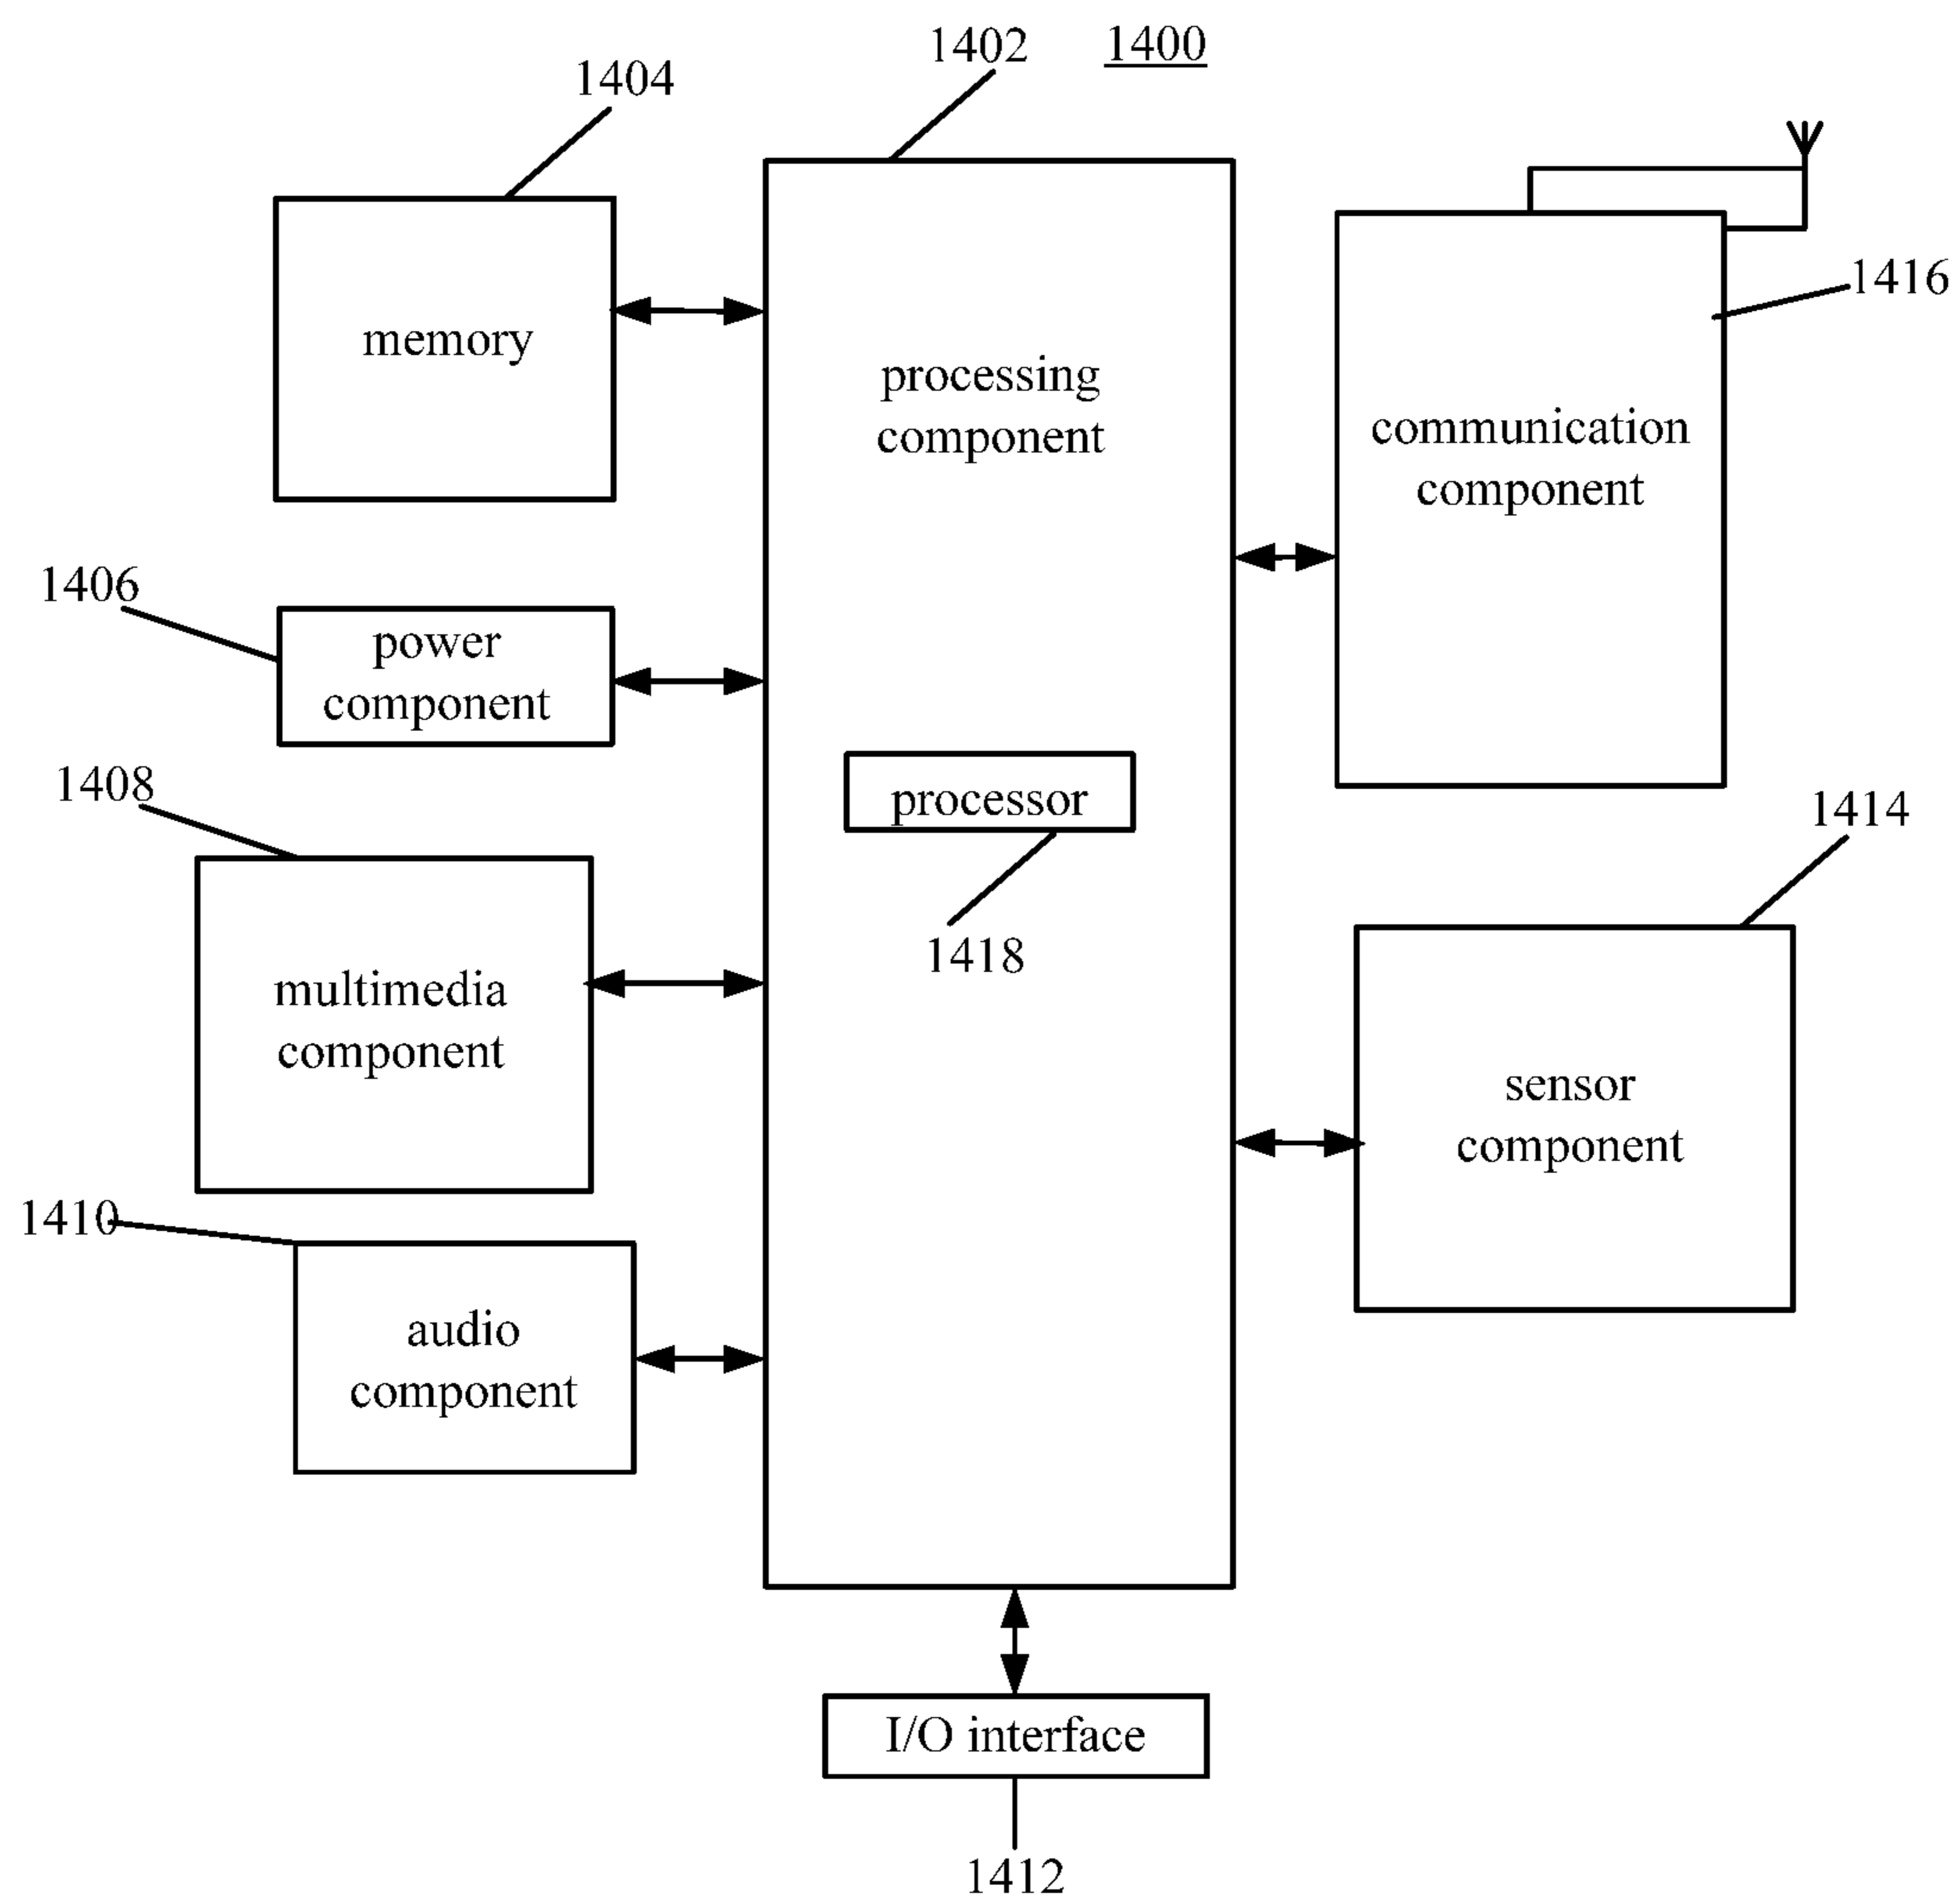 1402
1400
1404
memory
processing
component
1416
communication
component
1406
power
component
1408
processor
1414
1418
multimedia
component
sensor
component
1410
audio
component
I/O interface
1412